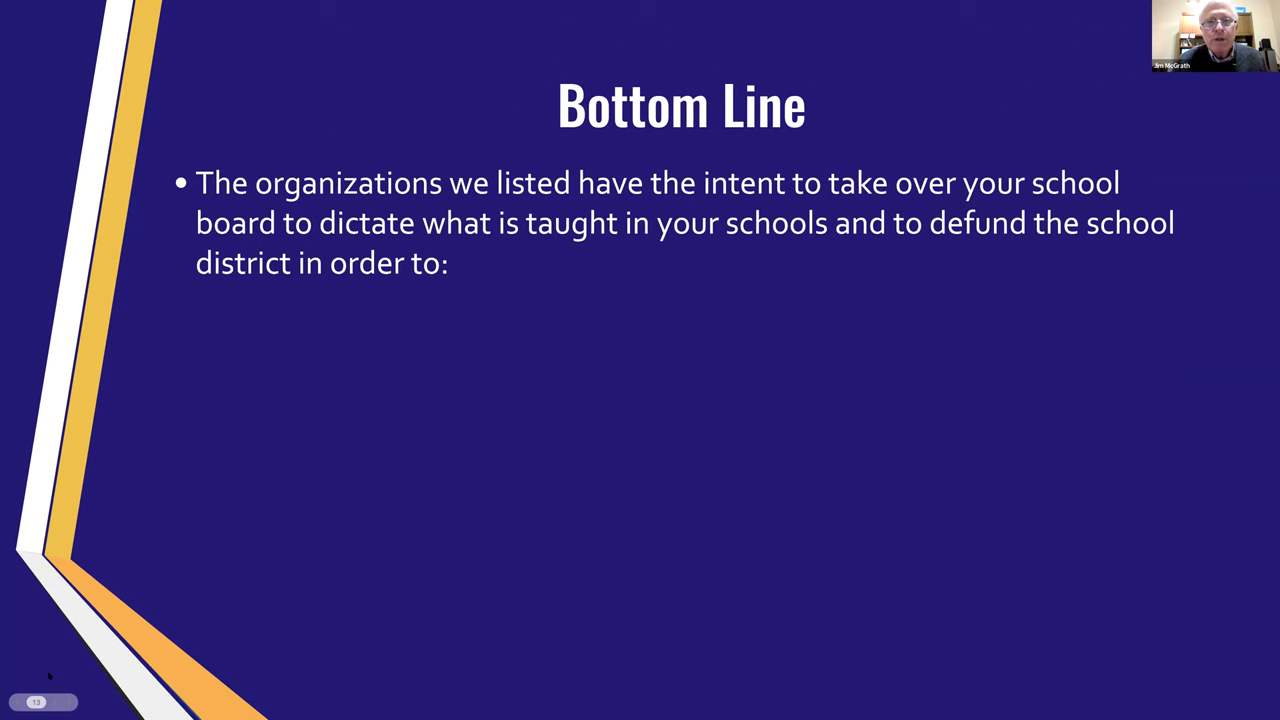 Jim McGrath
Bottom Line
• The organizations we listed have the intent to take over your school
board to dictate what is taught in your schools and to defund the school
district in order to:
13